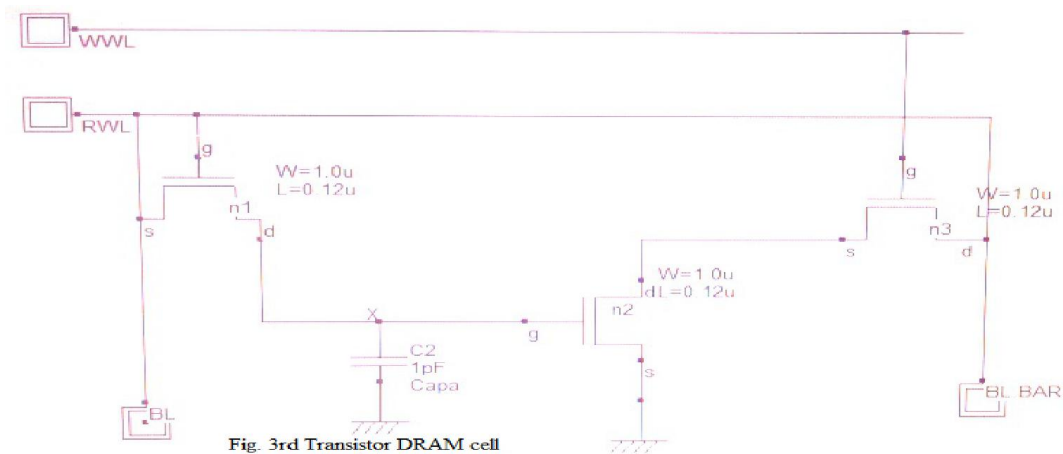 WWL
RWL
g
W=1.0u
L=0.12u
n1
s
d
g
W=1.0u
L=0.12u
n3
s
d
W=1.0u
dL=0.12u
n2
X
g
C2
1pF
Capa
s
BL
BL BAR
Fig. 3rd Transistor DRAM cell